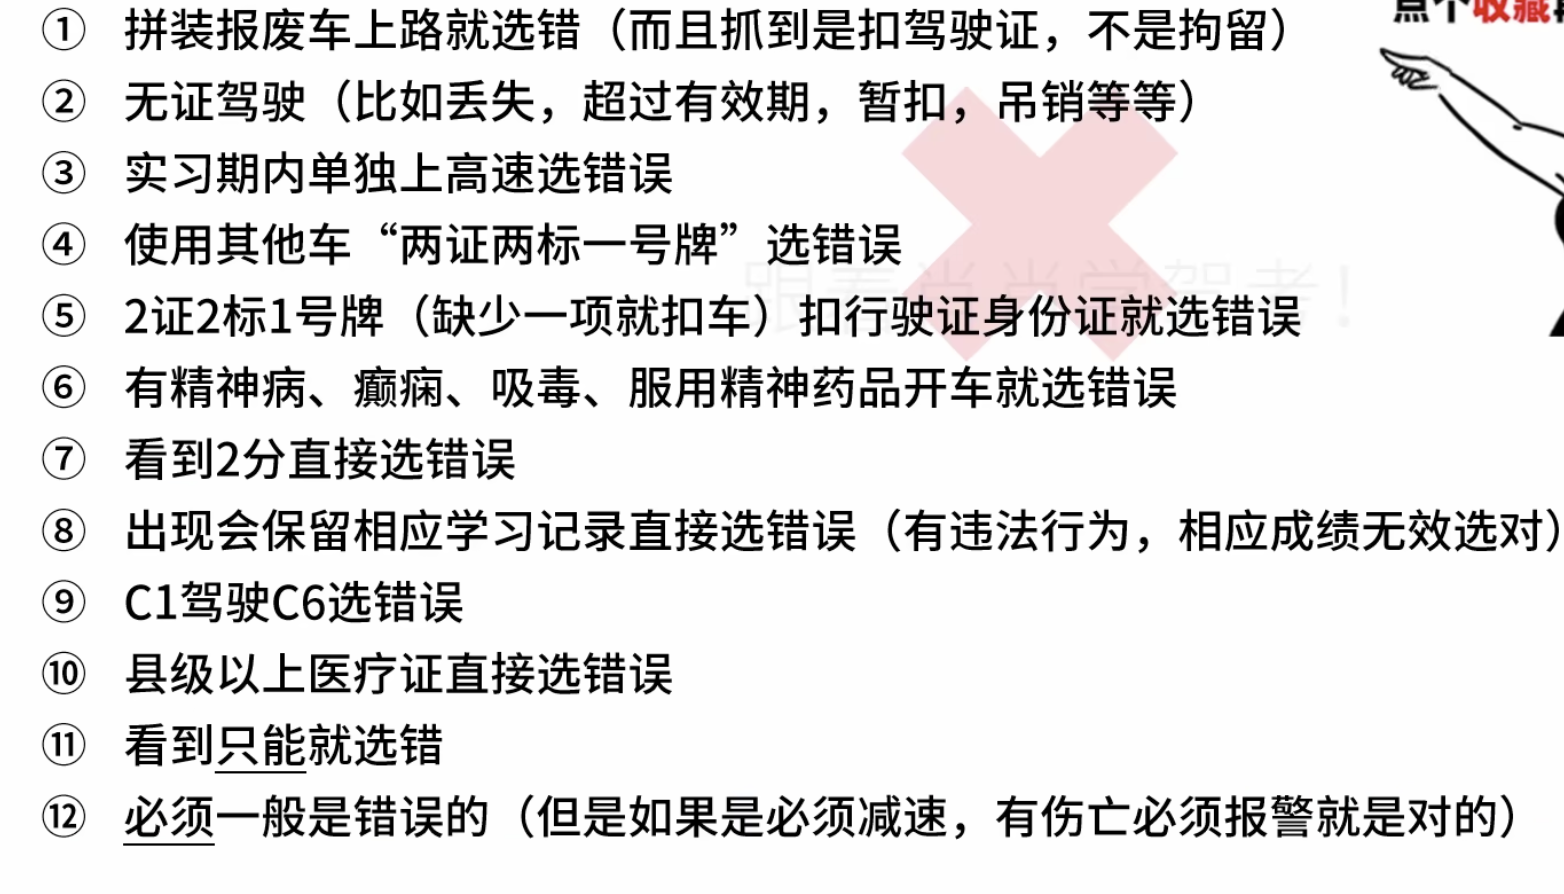 点个收藏
① 拼装报废车上路就选错（而且抓到是扣驾驶证，不是拘留）
② 无证驾驶（比如丢失，超过有效期，暂扣，吊销等等）
③ 实习期内单独上高速选错误
④ 使用其他车“两证两标一号牌”选错误
跟着肖肖学驾考！
⑤ 2证2标1号牌（缺少一项就扣车）扣行驶证身份证就选错误
⑥ 有精神病、癫痫、吸毒、服用精神药品开车就选错误
⑦ 看到2分直接选错误
⑧ 出现会保留相应学习记录直接选错误（有违法行为，相应成绩无效选对）
⑨ C1驾驶C6选错误
⑩ 县级以上医疗证直接选错误
⑪ 看到只能就选错
⑫ 必须一般是错误的（但是如果是必须减速，有伤亡必须报警就是对的）